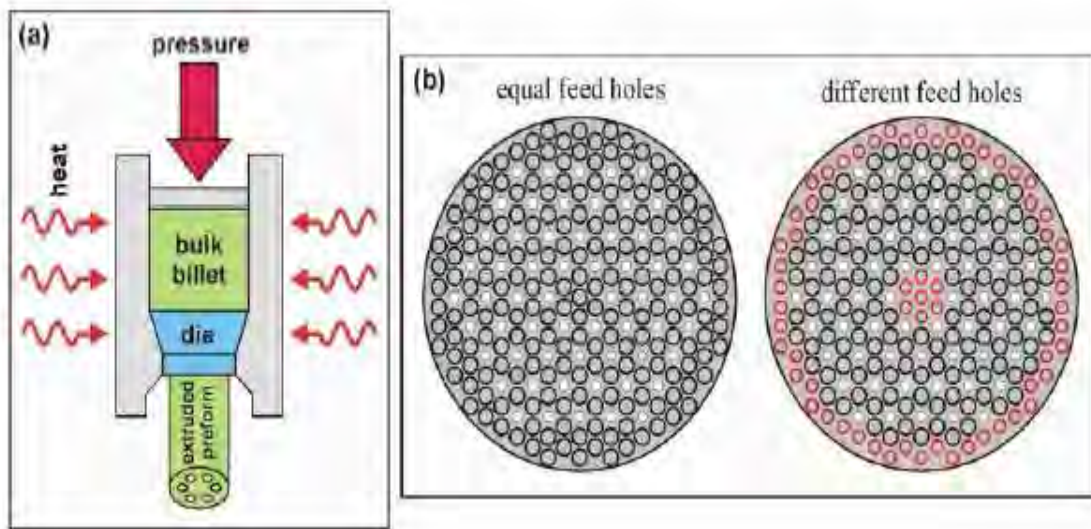 (a)
pressure
heat
bulk
billet
die
extruded
preform
(b)
equal feed holes
different feed holes